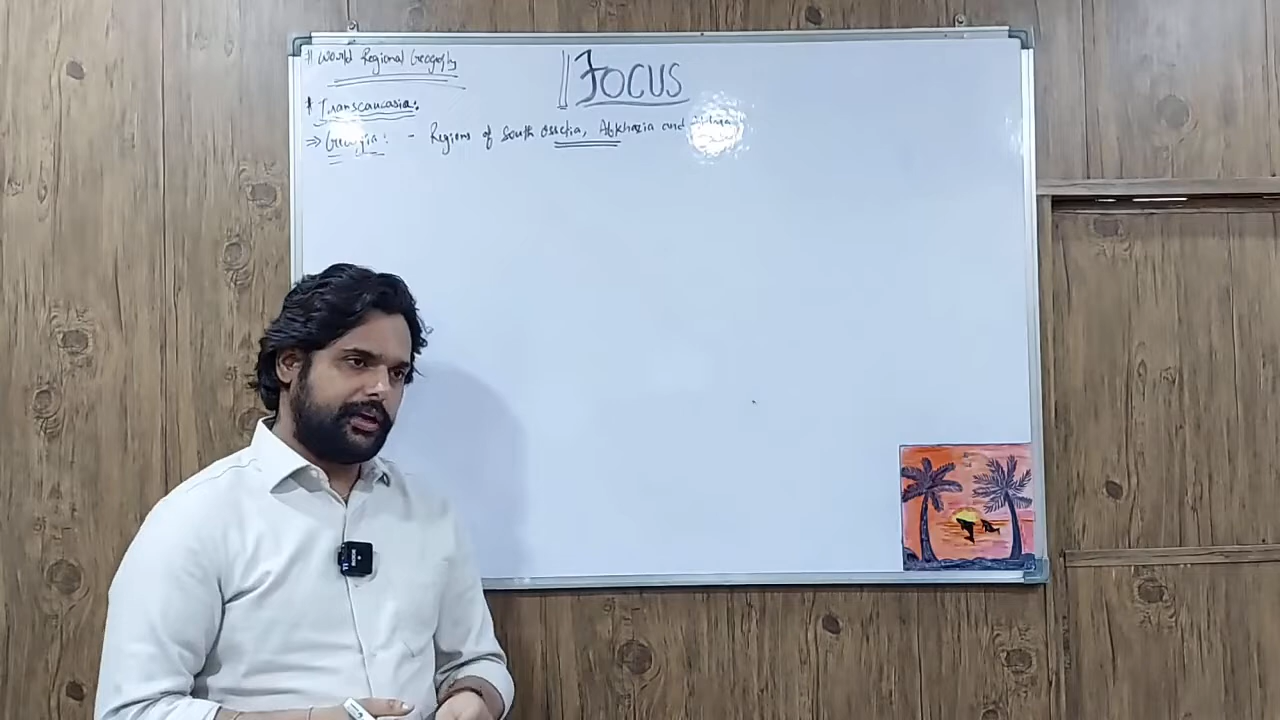 # World Regional Geography
FOCUS
* Transcaucasia:
⇒ Georgia: - Regions of South Ossetia, Abkhazia and